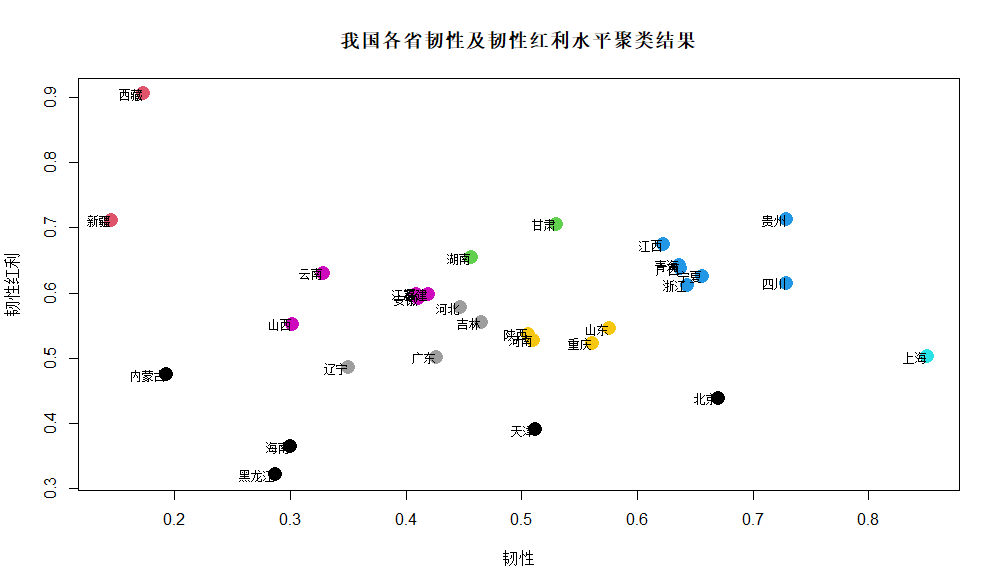 我国各省韧性及韧性红利水平聚类结果
韧性红利
0.9
0.8
0.7
0.6
0.5
0.4
0.3
西藏
新疆
甘肃
贵州
江西
湖南
青海
广西
宁夏
云南
浙江
四川
河北
吉林
山西
陕西
河南
山东
重庆
广东
上海
辽宁
内蒙古
北京
天津
海南
黑龙江
0.2
0.3
0.4
0.5
0.6
0.7
0.8
韧性